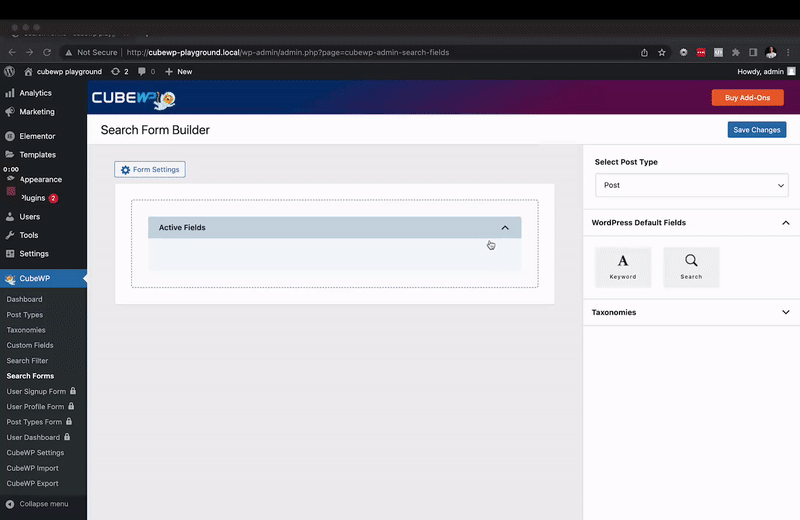 Not Secure | http://cubewp-playground.local/wp-admin/admin.php?page=cubewp-admin-search-fields
cubewp playground 2 0 + New Howdy, admin
Analytics
Marketing
Elementor
Templates
0:00
Appearance
Plugins 2
Users
Tools
Settings
CubeWP
Dashboard
Post Types
Taxonomies
Custom Fields
Search Filter
Search Forms
User Signup Form
User Profile Form
Post Types Form
User Dashboard
CubeWP Settings
CubeWP Import
CubeWP Export
Collapse menu
CUBEWP
Buy Add-Ons
Search Form Builder
Save Changes
Form Settings
Active Fields
Select Post Type
Post
WordPress Default Fields
A
Keyword
Search
Taxonomies